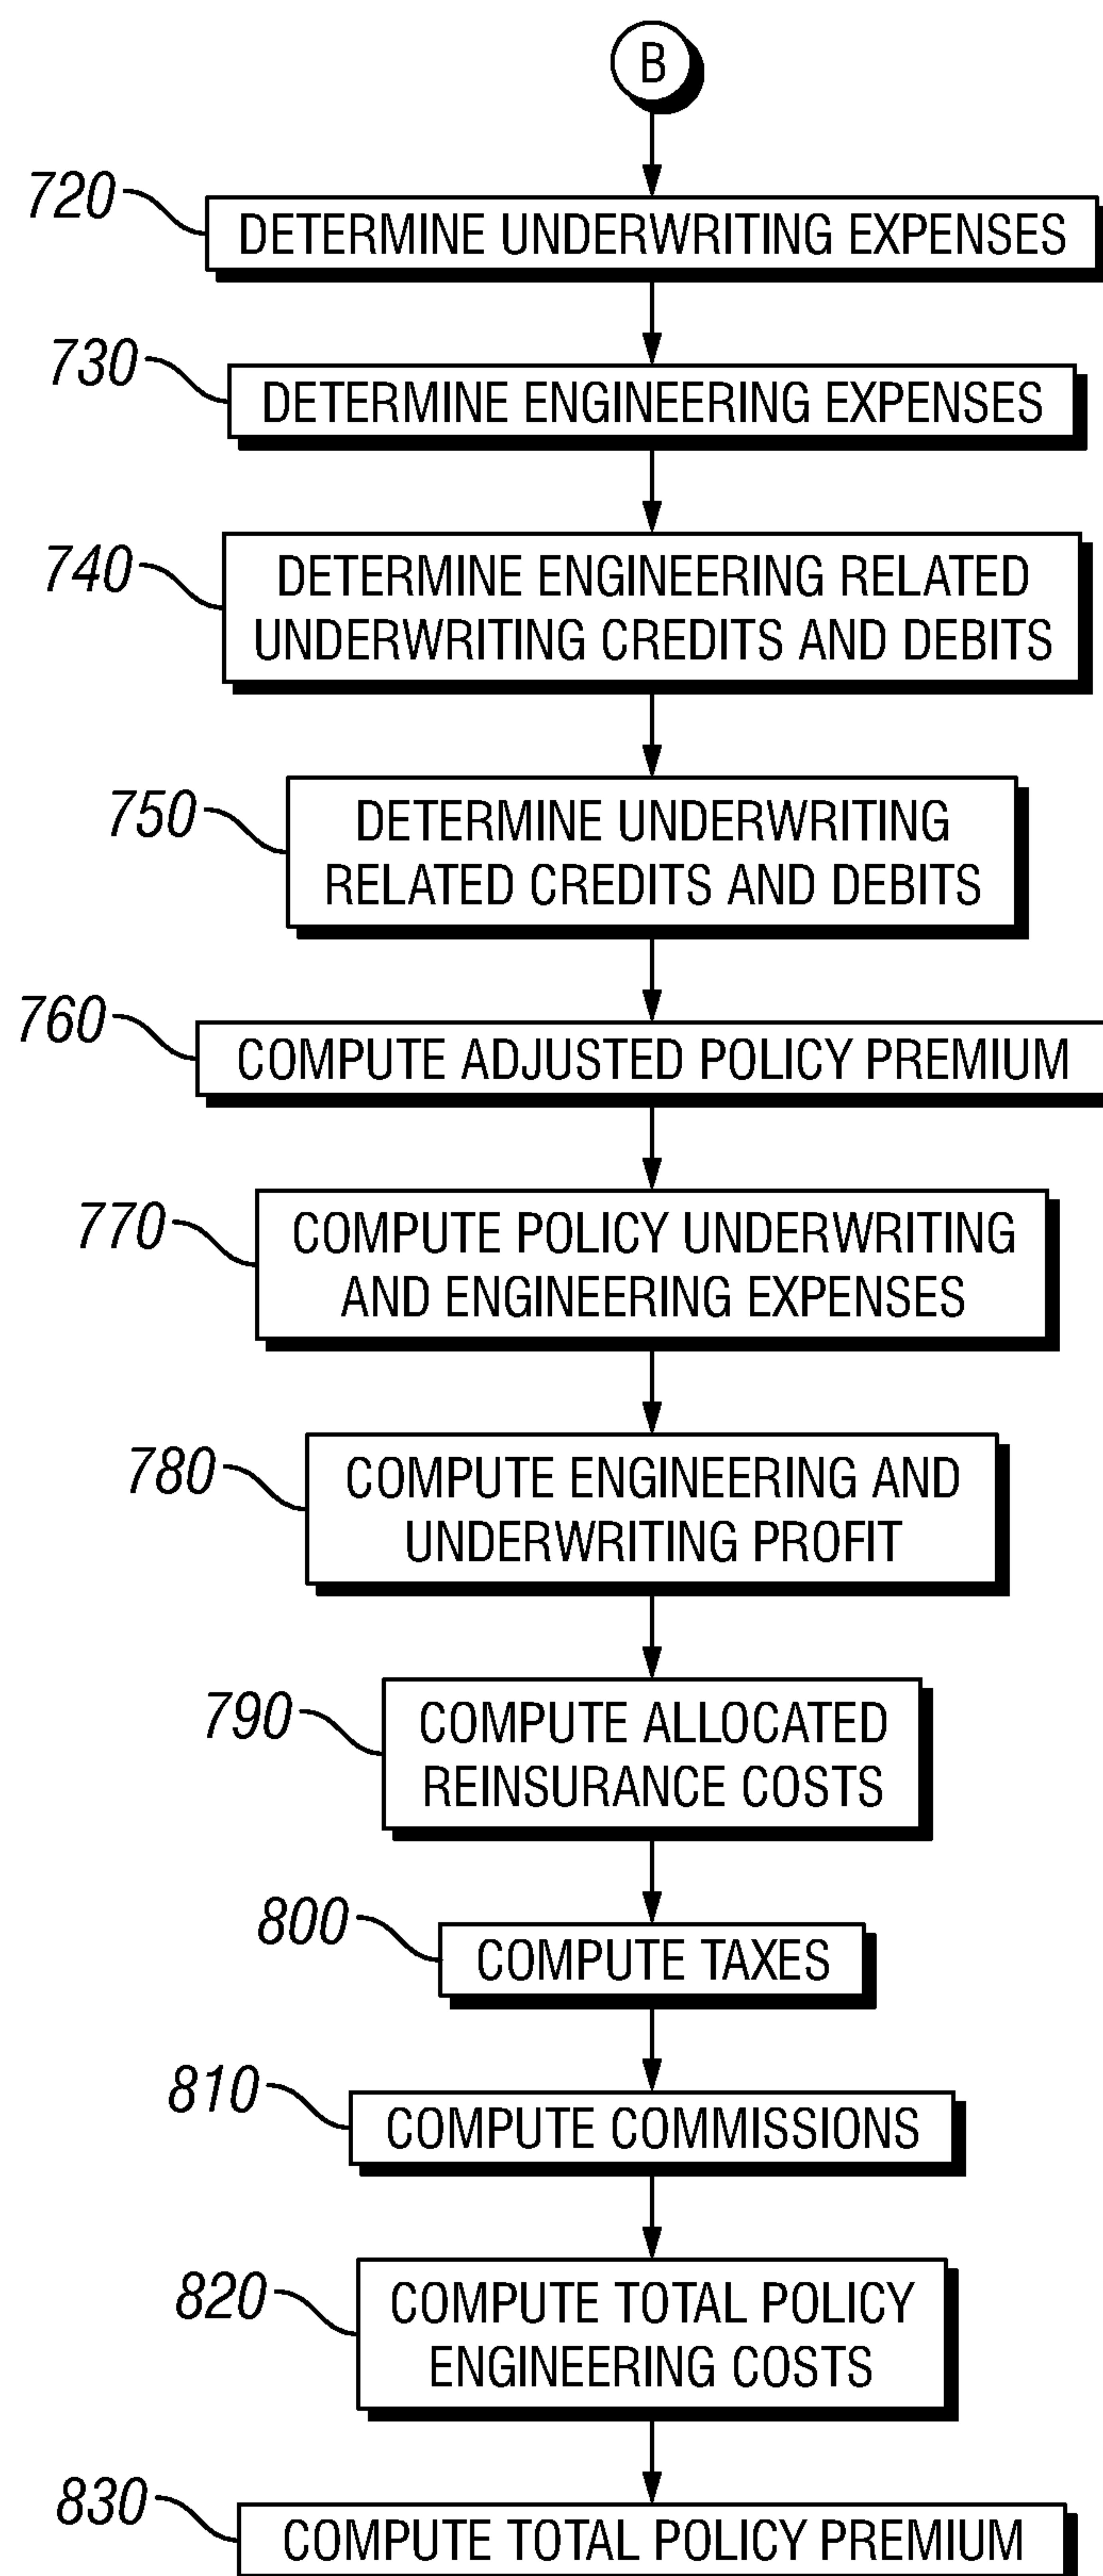 B
720
DETERMINE UNDERWRITING EXPENSES
730
DETERMINE ENGINEERING EXPENSES
740
DETERMINE ENGINEERING RELATED
UNDERWRITING CREDITS AND DEBITS
750
DETERMINE UNDERWRITING
RELATED CREDITS AND DEBITS
760
COMPUTE ADJUSTED POLICY PREMIUM
770
COMPUTE POLICY UNDERWRITING
AND ENGINEERING EXPENSES
780
COMPUTE ENGINEERING AND
UNDERWRITING PROFIT
790
COMPUTE ALLOCATED
REINSURANCE COSTS
800
COMPUTE TAXES
810
COMPUTE COMMISSIONS
820
COMPUTE TOTAL POLICY
ENGINEERING COSTS
830
COMPUTE TOTAL POLICY PREMIUM